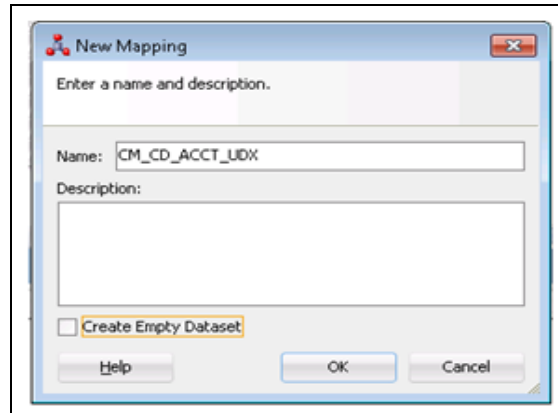 New Mapping
Enter a name and description.
Name: CM_CD_ACCT_UDX
Description:
Create Empty Dataset
Help OK Cancel